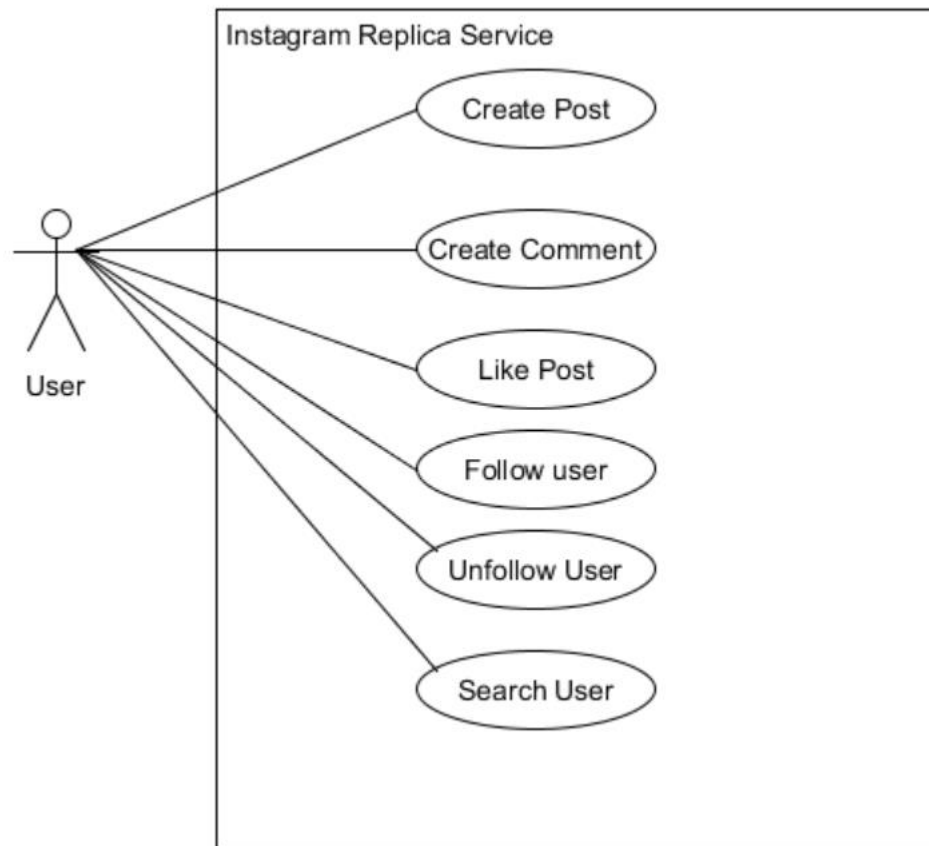 Instagram Replica Service
Create Post
Create Comment
Like Post
Follow user
Unfollow User
Search User
User